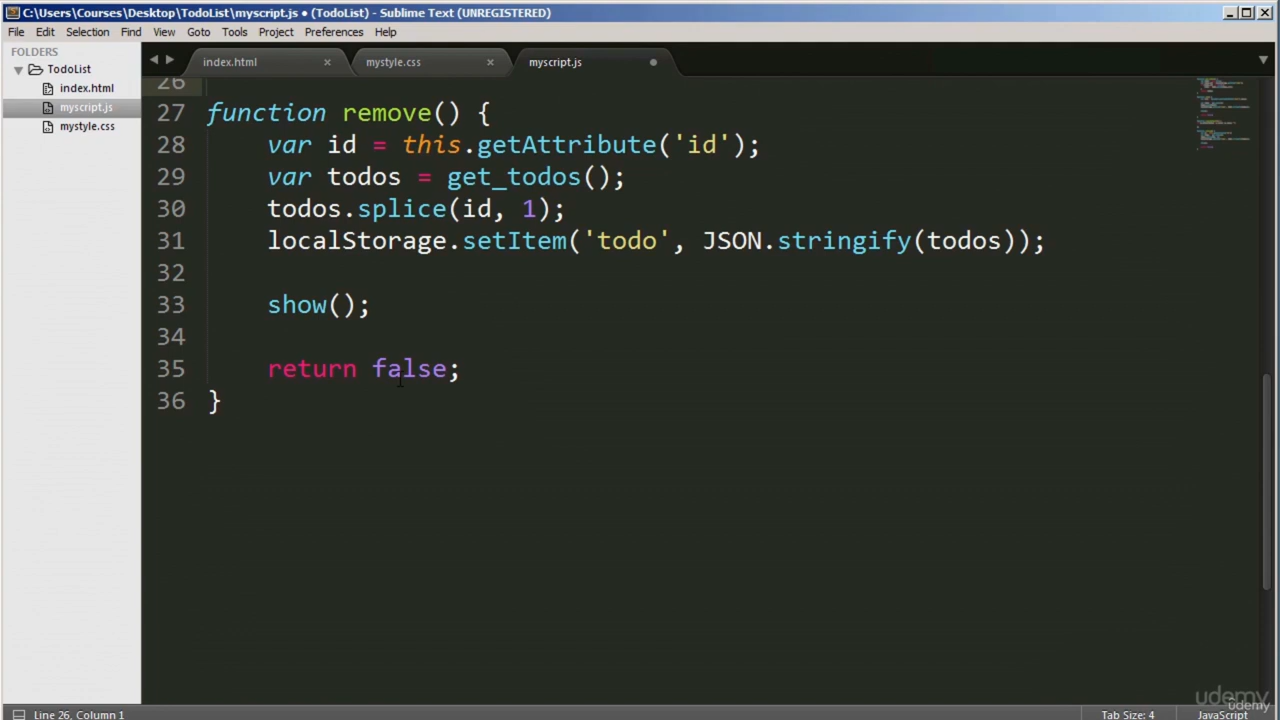 C:\Users\Courses\Desktop\TodoList\myscript.js • (TodoList) - Sublime Text (UNREGISTERED)
File Edit Selection Find View Goto Tools Project Preferences Help
FOLDERS
TodoList
index.html
myscript.js
mystyle.css
index.html × mystyle.css × myscript.js
26
27 function remove() {
28     var id = this.getAttribute('id');
29     var todos = get_todos();
30     todos.splice(id, 1);
31     localStorage.setItem('todo', JSON.stringify(todos));
32
33     show();
34
35     return false;
36 }
udemy
udemy
Line 26, Column 1 Tab Size: 4 JavaScript